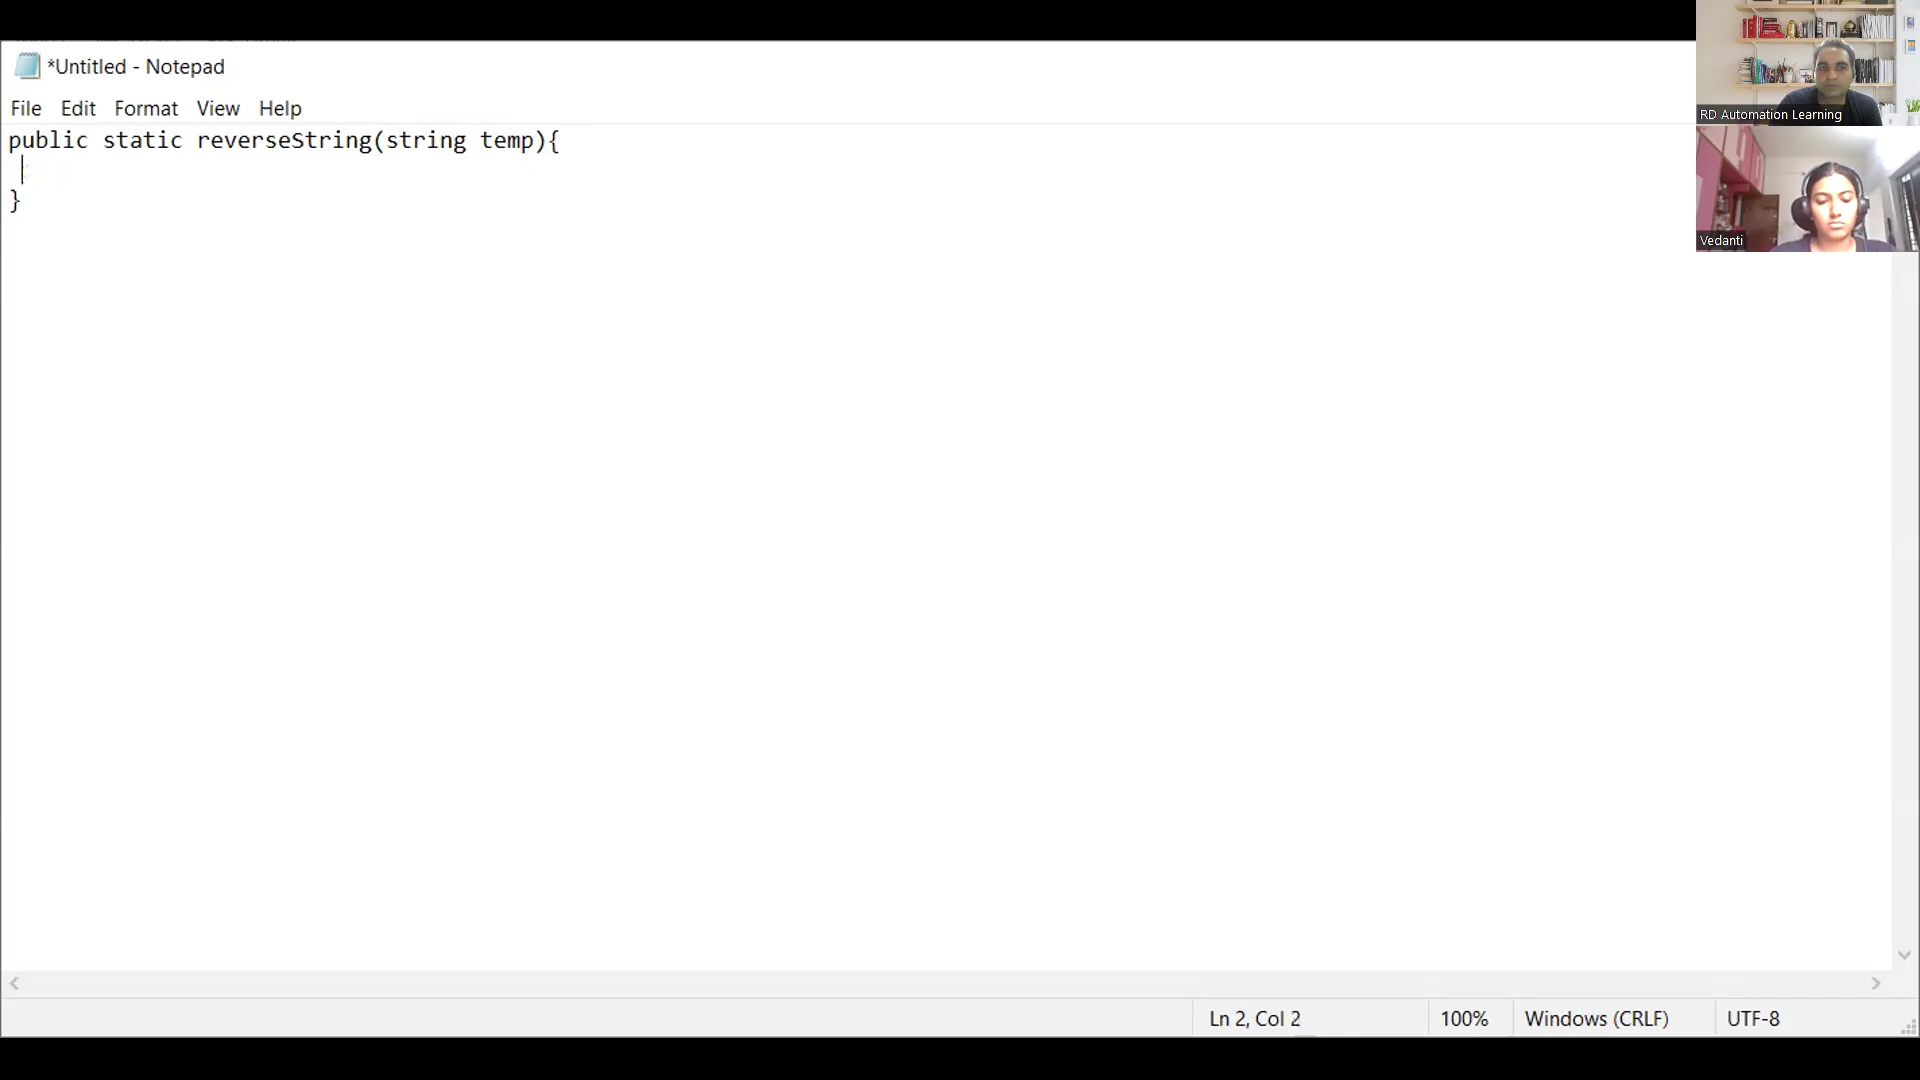 *Untitled - Notepad
File Edit Format View Help
public static reverseString(string temp){
}
RD Automation Learning
Vedanti
Ln 2, Col 2
100%
Windows (CRLF)
UTF-8